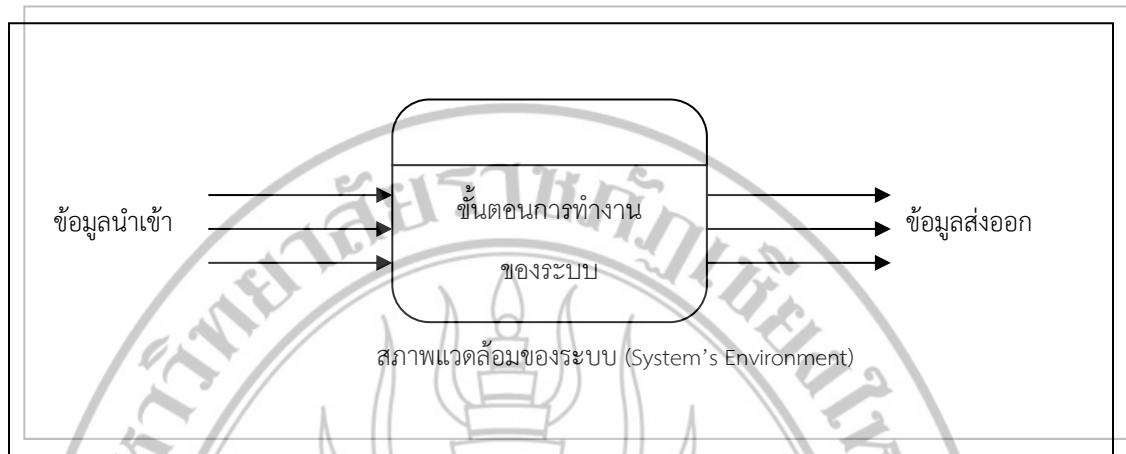 ขั้นตอนการทำงาน
ข้อมูลนำเข้า
ข้อมูลส่งออก
ของระบบ
สภาพแวดล้อมของระบบ (System's Environment)